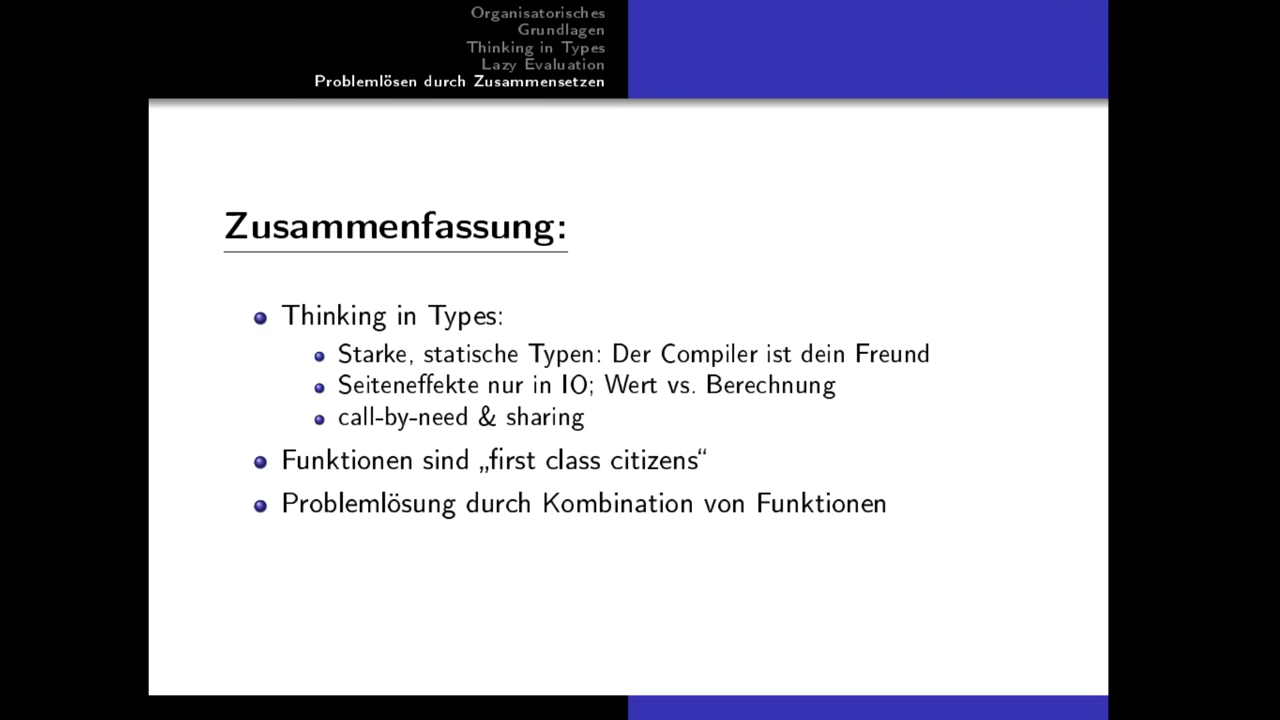 Organisatorisches
Grundlagen
Thinking in Types
Lazy Evaluation
Problemlösen durch Zusammensetzen
Zusammenfassung:
Thinking in Types:
Starke, statische Typen: Der Compiler ist dein Freund
Seiteneffekte nur in IO; Wert vs. Berechnung
call-by-need & sharing
Funktionen sind „first class citizens“
Problemlösung durch Kombination von Funktionen